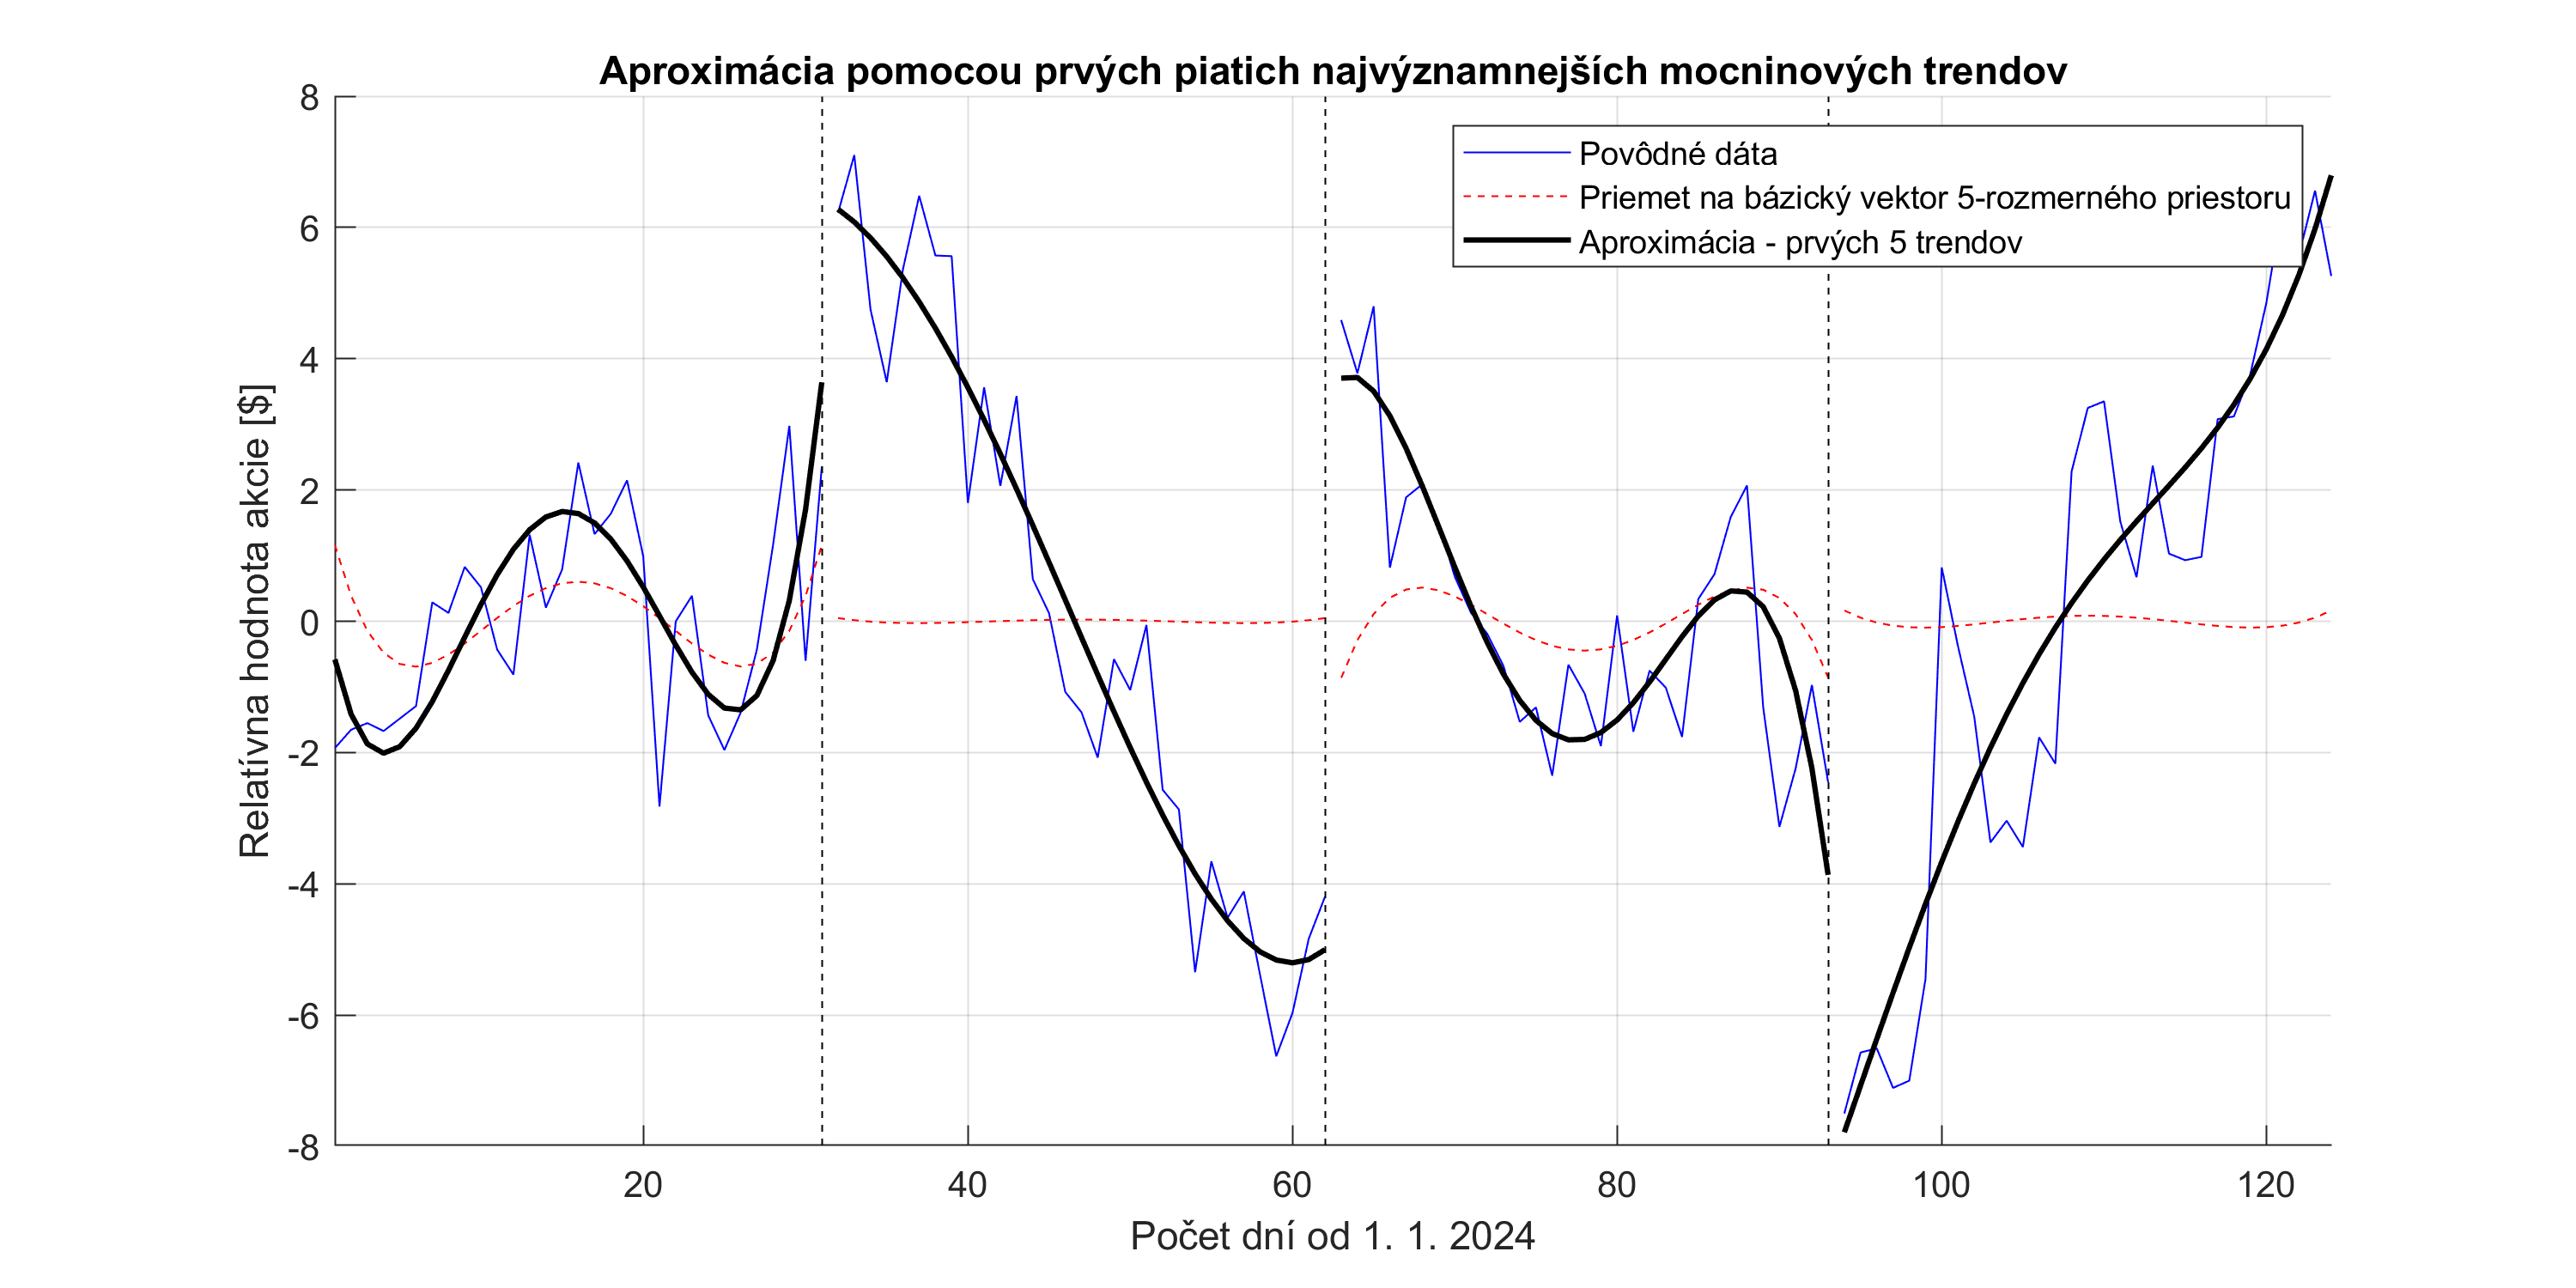 Aproximácia pomocou prvých piatich najvýznamnejších mocninových trendov
Povôdné dáta
Priemet na bázický vektor 5-rozmerného priestoru
Aproximácia - prvých 5 trendov
Relatívna hodnota akcie [$]
8
6
4
2
0
-2
-4
-6
-8
20
40
60
80
100
120
Počet dní od 1. 1. 2024